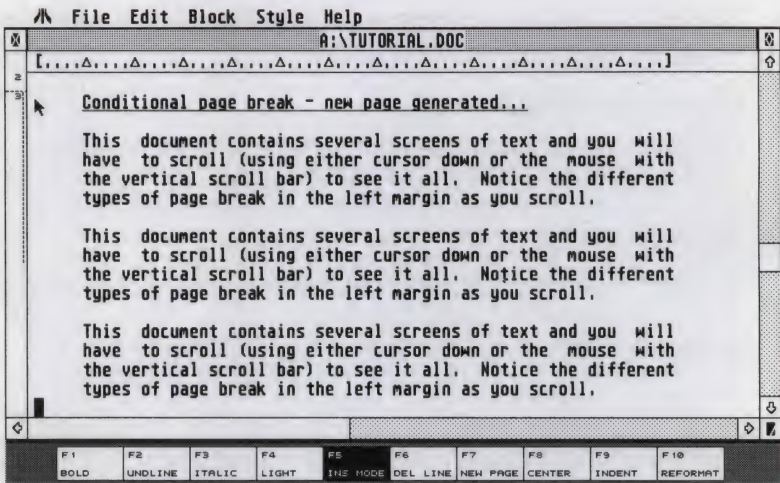 File Edit Block Style Help
A:\TUTORIAL.DOC
[....△....△....△....△....△....△....△....△....△....△....△....△....]
2
3
Conditional page break - new page generated...
This document contains several screens of text and you will
have to scroll (using either cursor down or the mouse with
the vertical scroll bar) to see it all. Notice the different
types of page break in the left margin as you scroll.
This document contains several screens of text and you will
have to scroll (using either cursor down or the mouse with
the vertical scroll bar) to see it all. Notice the different
types of page break in the left margin as you scroll.
This document contains several screens of text and you will
have to scroll (using either cursor down or the mouse with
the vertical scroll bar) to see it all. Notice the different
types of page break in the left margin as you scroll.
F1 F2 F3 F4 F5 F6 F7 F8 F9 F10
BOLD UNDLINE ITALIC LIGHT INS MODE DEL LINE NEW PAGE CENTER INDENT REFORMAT